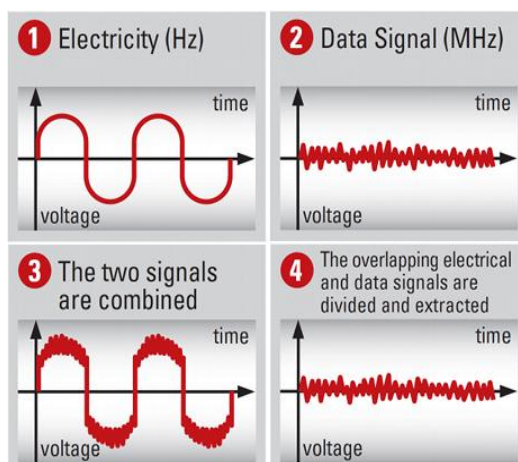 1 Electricity (Hz)
time
voltage
2 Data Signal (MHz)
time
voltage
3 The two signals
are combined
time
voltage
4 The overlapping electrical
and data signals are
divided and extracted
time
voltage